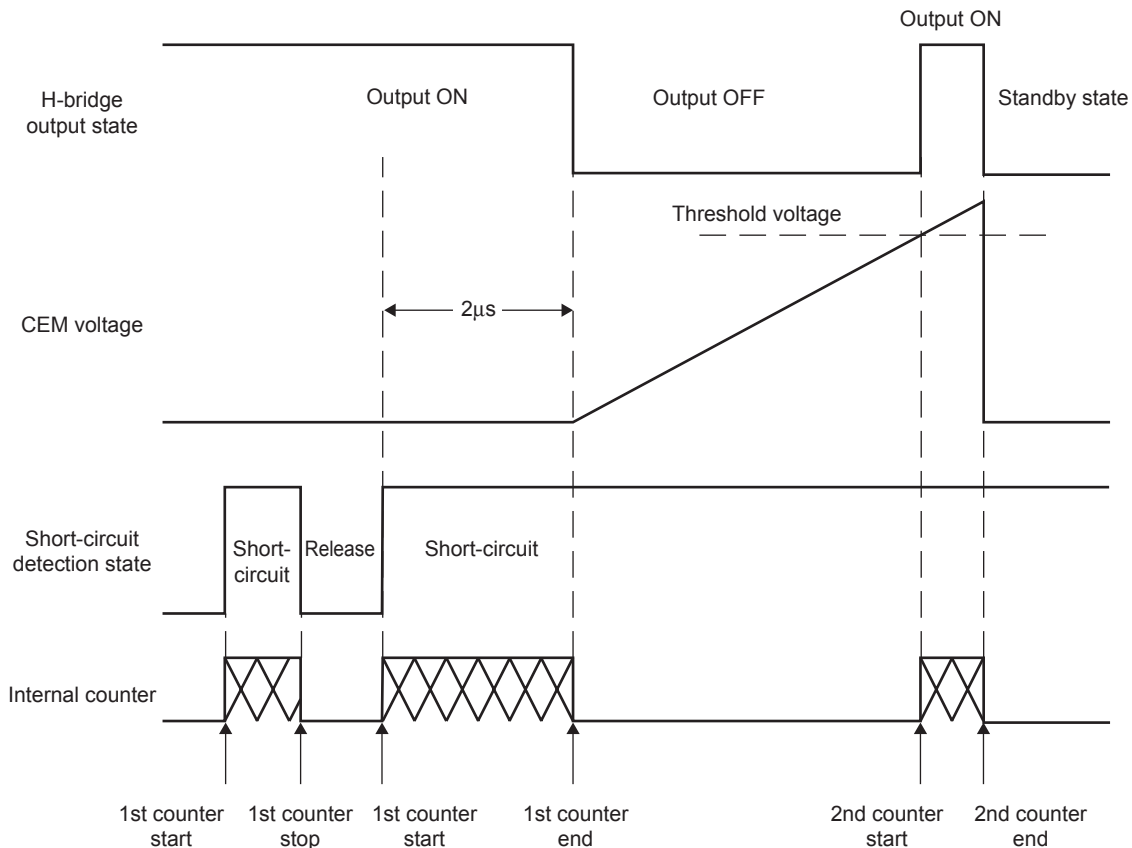 Output ON
H-bridge
output state
Output ON
Output OFF
Standby state
Threshold voltage
2μs
CEM voltage
Short-circuit
detection state
Short-
circuit
Release
Short-circuit
Internal counter
1st counter
start
1st counter
stop
1st counter
start
1st counter
end
2nd counter
start
2nd counter
end